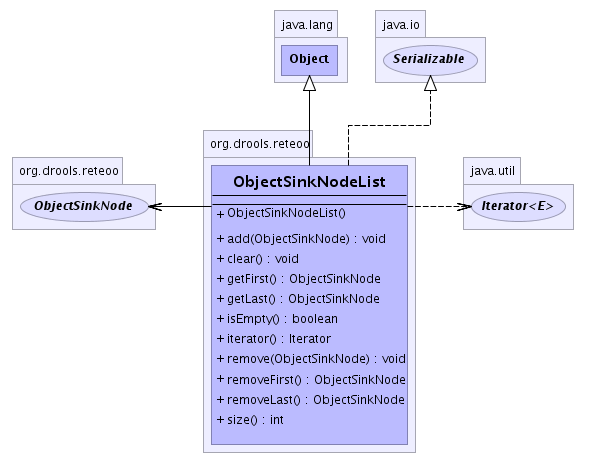 java.lang
java.io
Object
Serializable
org.drools.reteoo
org.drools.reteoo
java.util
ObjectSinkNode
ObjectSinkNodeList
Iterator<E>
+ ObjectSinkNodeList()
+ add(ObjectSinkNode) : void
+ clear() : void
+ getFirst() : ObjectSinkNode
+ getLast() : ObjectSinkNode
+ isEmpty() : boolean
+ iterator() : Iterator
+ remove(ObjectSinkNode) : void
+ removeFirst() : ObjectSinkNode
+ removeLast() : ObjectSinkNode
+ size() : int